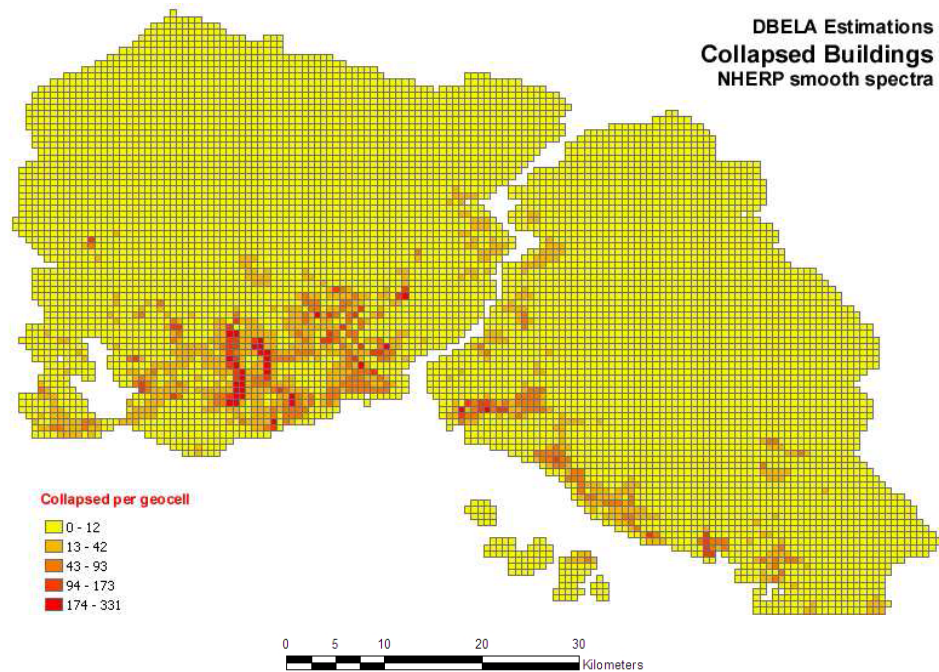 DBELA Estimations
Collapsed Buildings
NHERP smooth spectra
Collapsed per geocell
0 - 12
13 - 42
43 - 93
94 - 173
174 - 331
0 5 10 20 30
Kilometers